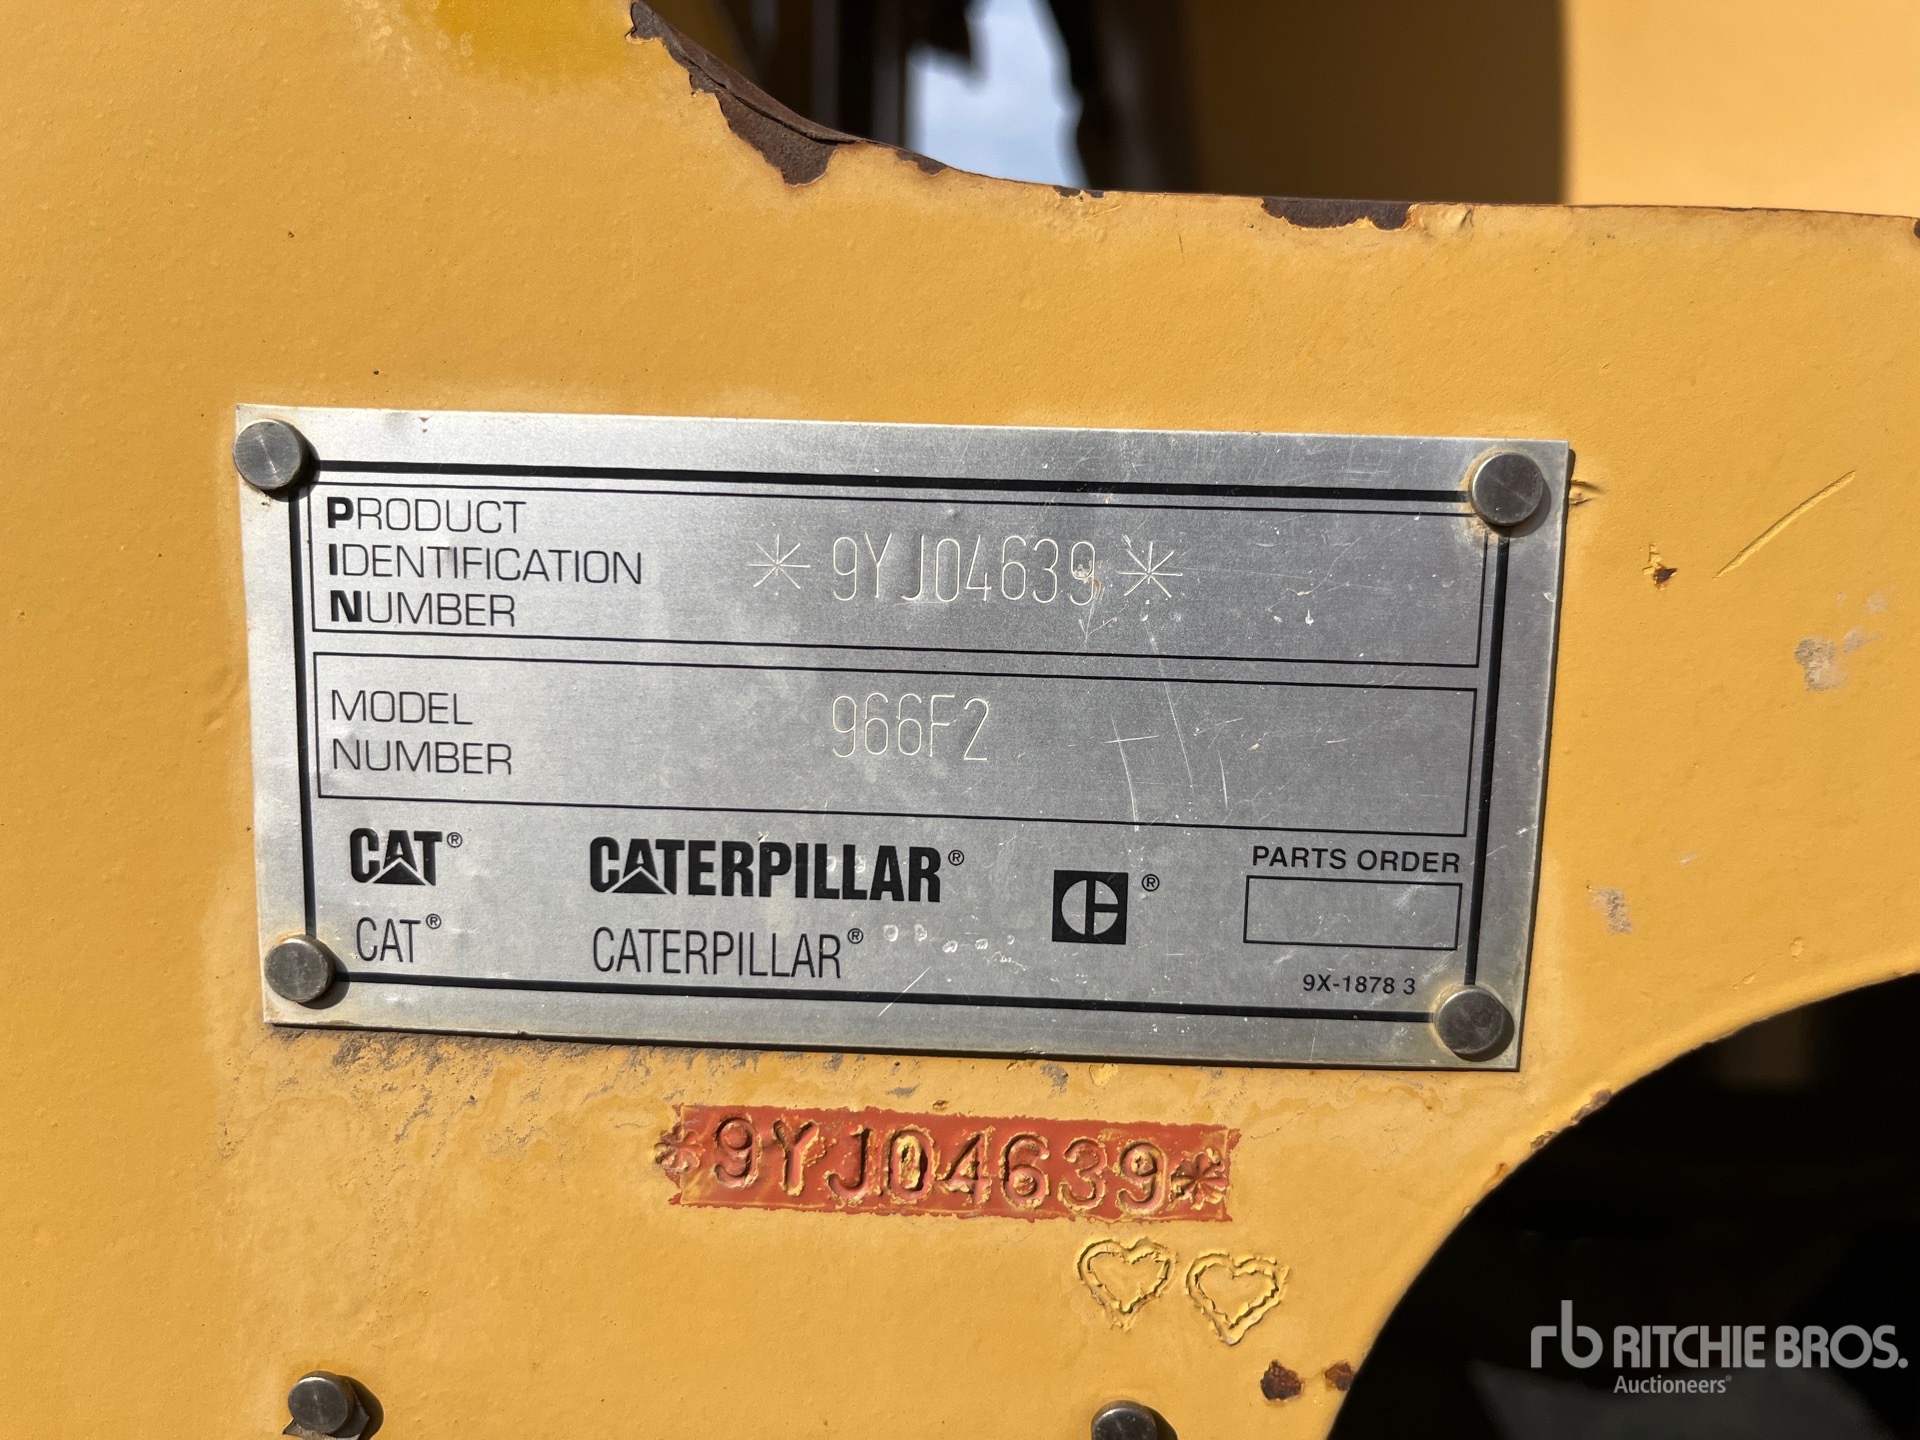 PRODUCT
IDENTIFICATION
NUMBER
*9YJ04639*
MODEL
NUMBER
966F2
CAT®
CATERPILLAR®
®
PARTS ORDER
CAT®
CATERPILLAR®
9X-1878 3
*9YJ04639*
rb RITCHIE BROS.
Auctioneers®